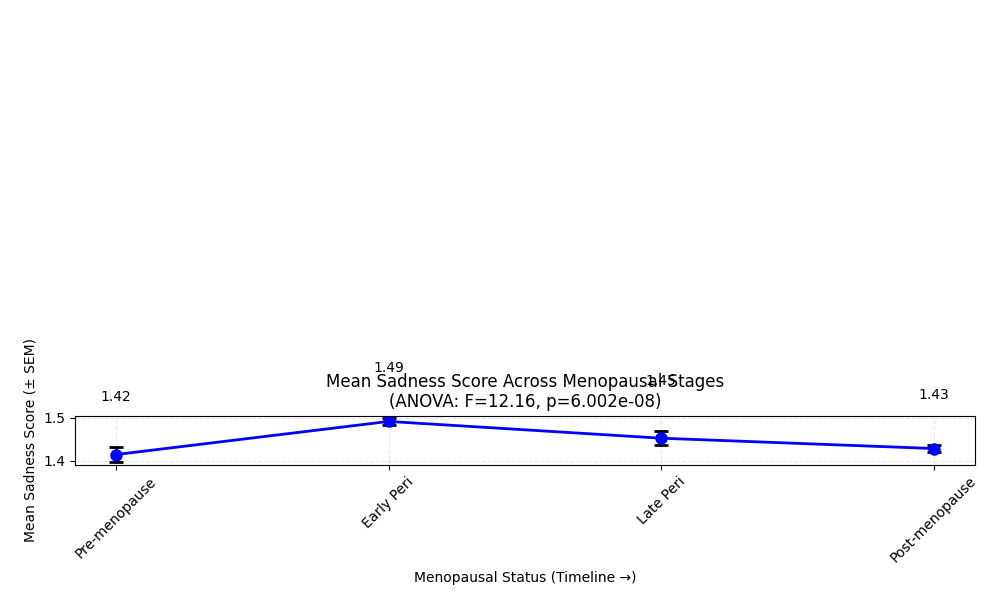 1.49
Mean Sadness Score Across Menopausal Stages
1.45
1.42
1.43
(ANOVA: F=12.16, p=6.002e-08)
Mean Sadness Score (± SEM)
1.5
1.4
Pre-menopause
Early Peri
Late Peri
Post-menopause
Menopausal Status (Timeline →)